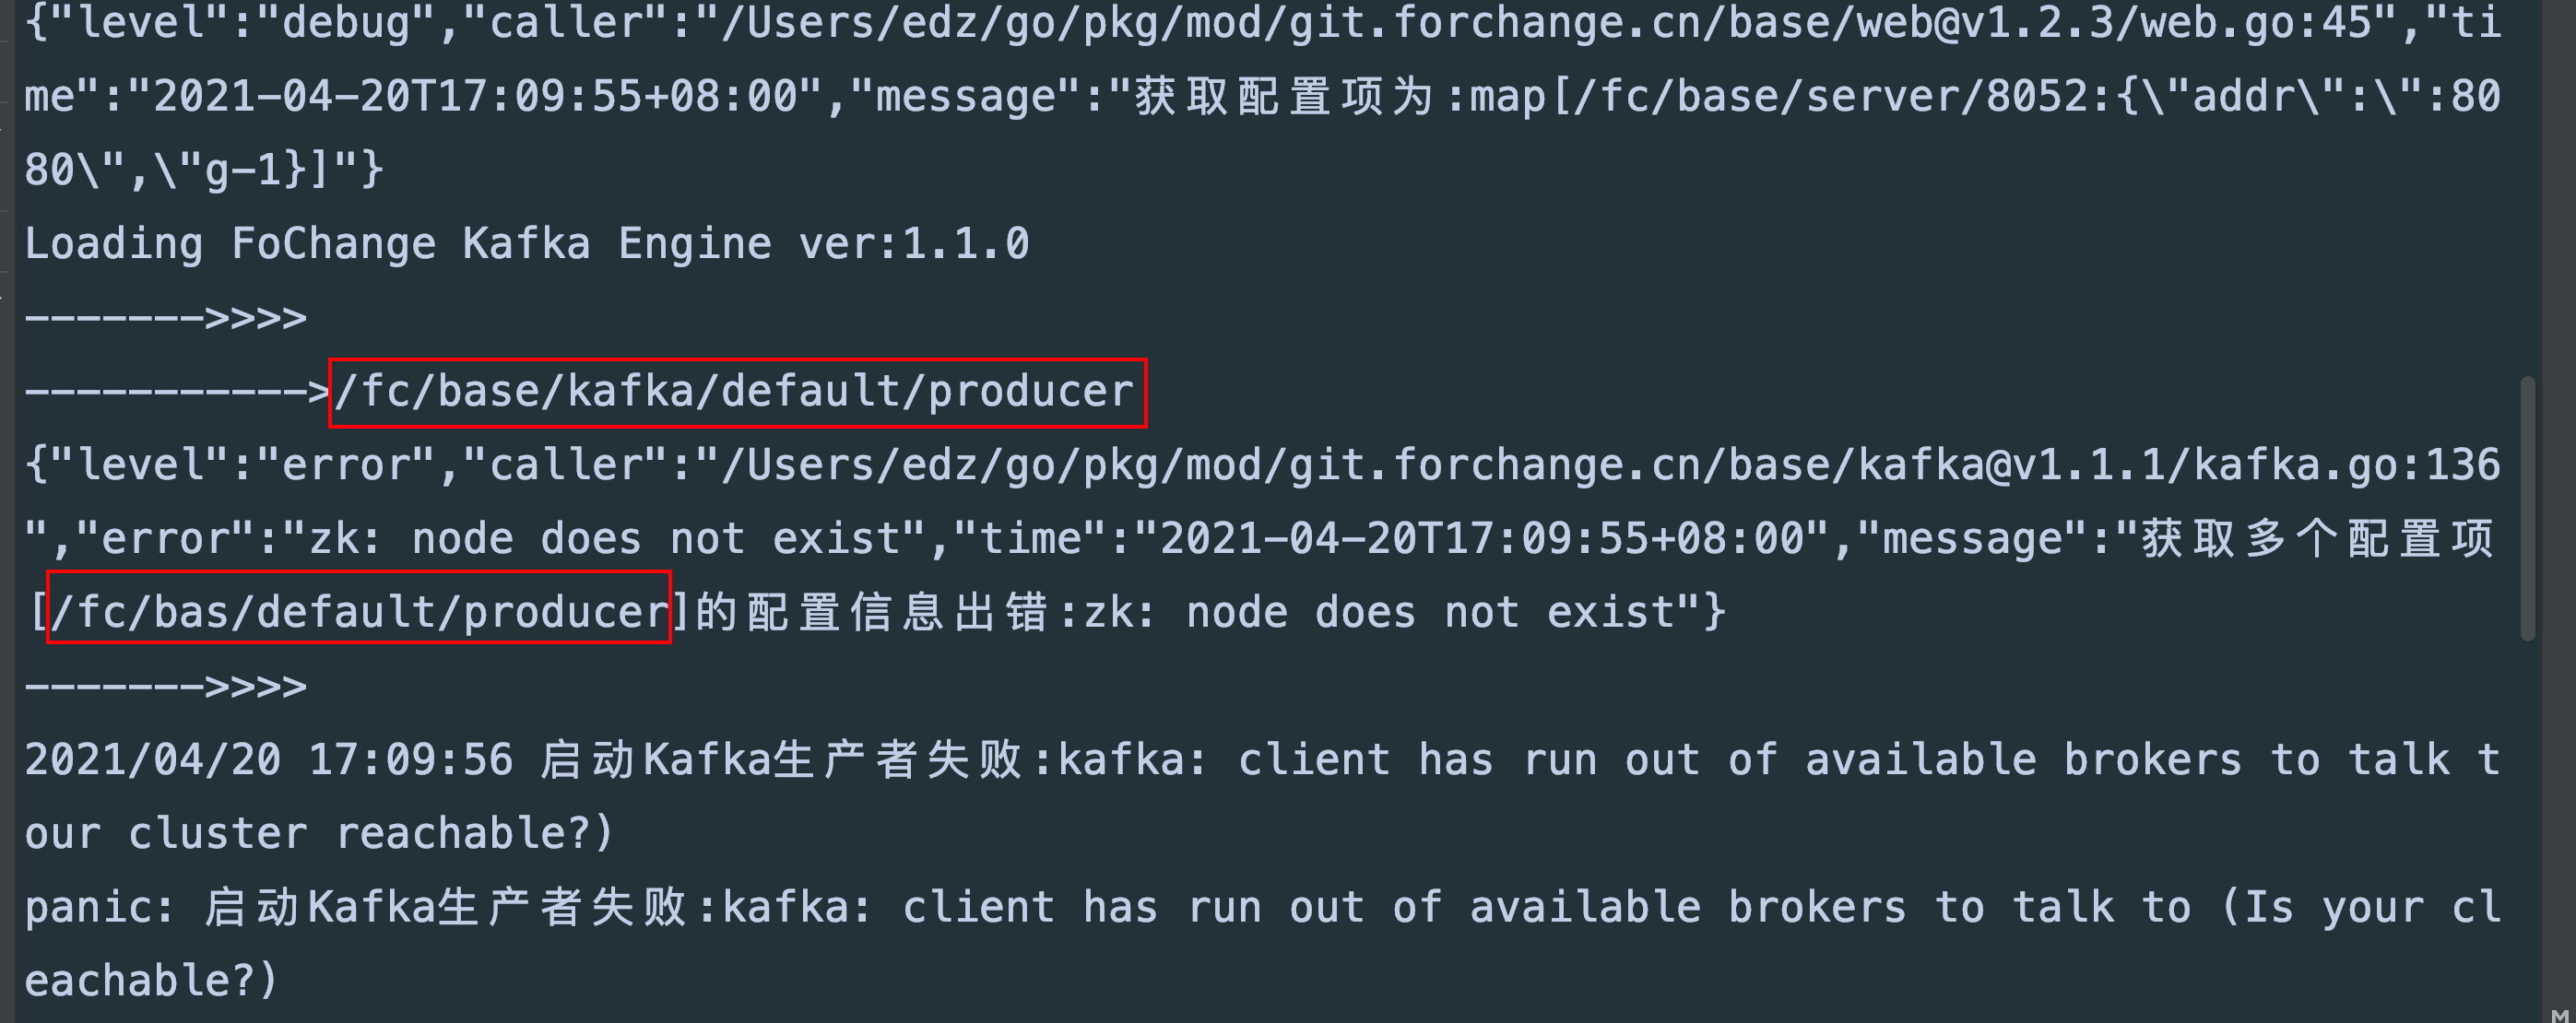 {"level":"debug","caller":"/Users/edz/go/pkg/mod/git.forchange.cn/base/web@v1.2.3/web.go:45","ti
me":"2021-04-20T17:09:55+08:00","message":"获取配置项为:map[/fc/base/server/8052:{\"addr\":\":80
80\",\"g-1}]"}
Loading FoChange Kafka Engine ver:1.1.0
------->>>>
----------->/fc/base/kafka/default/producer
{"level":"error","caller":"/Users/edz/go/pkg/mod/git.forchange.cn/base/kafka@v1.1.1/kafka.go:136
","error":"zk: node does not exist","time":"2021-04-20T17:09:55+08:00","message":"获取多个配置项
[/fc/bas/default/producer]的配置信息出错:zk: node does not exist"}
------->>>>
2021/04/20 17:09:56 启动Kafka生产者失败:kafka: client has run out of available brokers to talk t
our cluster reachable?)
panic: 启动Kafka生产者失败:kafka: client has run out of available brokers to talk to (Is your cl
eachable?)
M